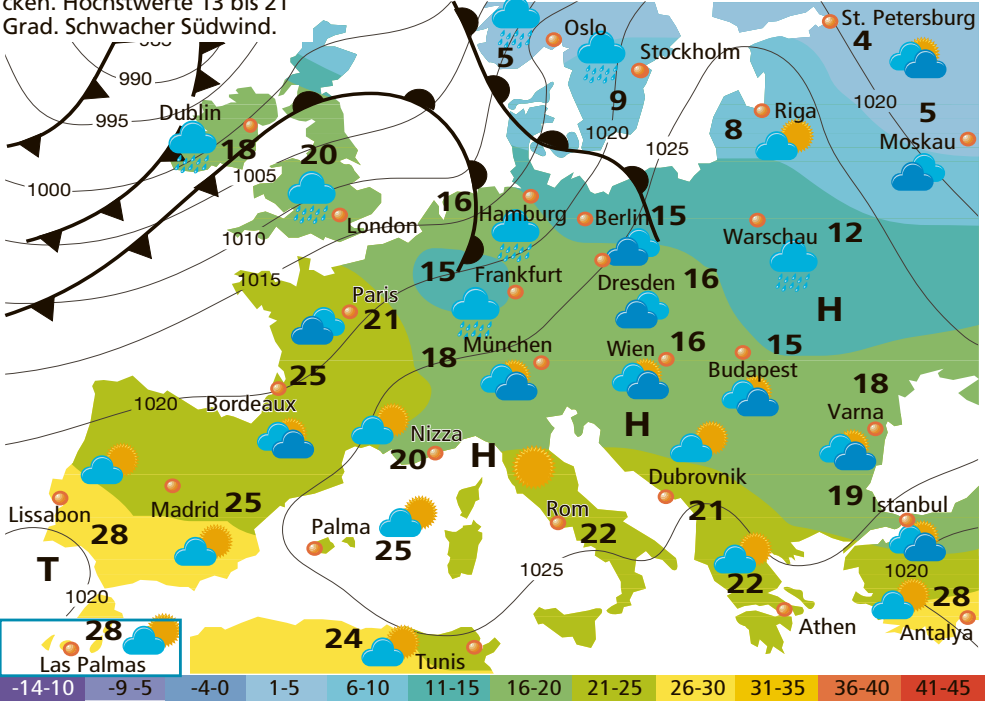 cken. Höchstwerte 13 bis 21
Grad. Schwacher Südwind.
990
995
1000
1005
1010
1015
1020
Oslo
5
Stockholm
9
1020
1025
St. Petersburg
4
1020
5
Moskau
Riga
8
Dublin
18
20
London
16
Hamburg
Berlin
15
Warschau
12
H
15
Frankfurt
Dresden
16
Paris
21
18
München
Wien
16
15
Budapest
18
Varna
25
Bordeaux
Nizza
20
H
H
Dubrovnik
21
19
Istanbul
1020
Lissabon
28
Madrid
25
Palma
25
Rom
22
1025
22
Athen
28
Antalya
T
1020
28
Las Palmas
24
Tunis
-14-10 -9 -5 -4-0 1-5 6-10 11-15 16-20 21-25 26-30 31-35 36-40 41-45